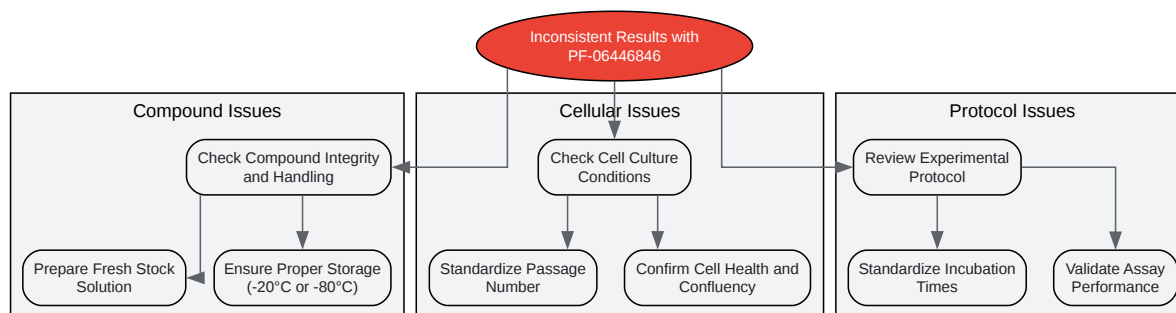 Inconsistent Results with
PF-06446846
Compound Issues
Cellular Issues
Protocol Issues
Check Compound Integrity
and Handling
Check Cell Culture
Conditions
Review Experimental
Protocol
Prepare Fresh Stock
Solution
Ensure Proper Storage
(-20°C or -80°C)
Standardize Passage
Number
Confirm Cell Health and
Confluency
Standardize Incubation
Times
Validate Assay
Performance